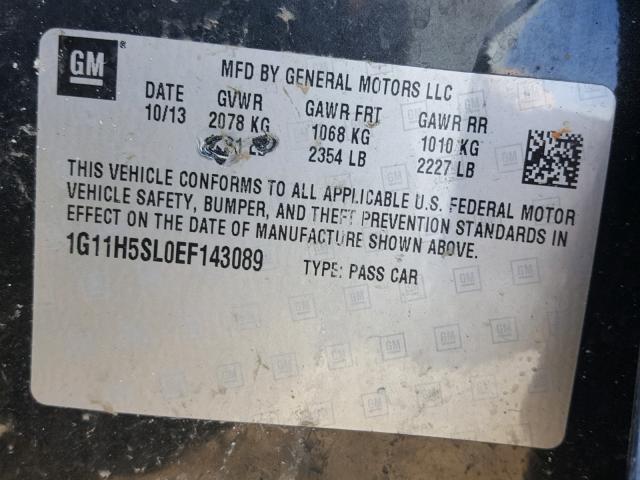 GM ®
MFD BY GENERAL MOTORS LLC
DATE GVWR GAWR FRT GAWR RR
10/13 2078 KG 1068 KG 1010 KG
2354 LB 2227 LB
THIS VEHICLE CONFORMS TO ALL APPLICABLE U.S. FEDERAL MOTOR
VEHICLE SAFETY, BUMPER, AND THEFT PREVENTION STANDARDS IN
EFFECT ON THE DATE OF MANUFACTURE SHOWN ABOVE.
1G11H5SL0EF143089 TYPE: PASS CAR